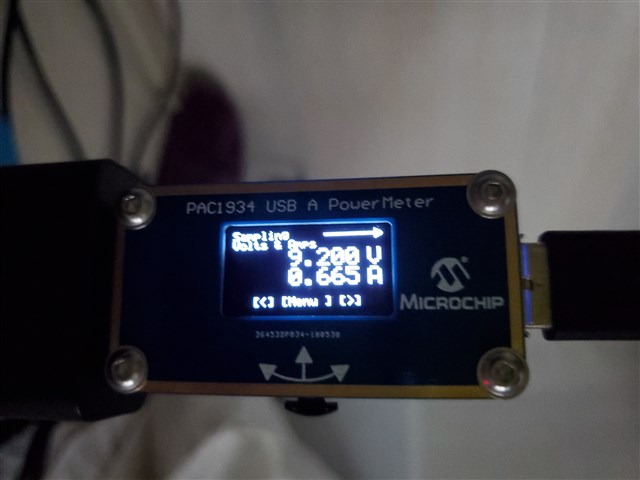 PAC1934 USB A PowerMeter
Sampling
Volts & Amps
9.200 V
0.665 A
[<] [Menu ] [>]
MICROCHIP